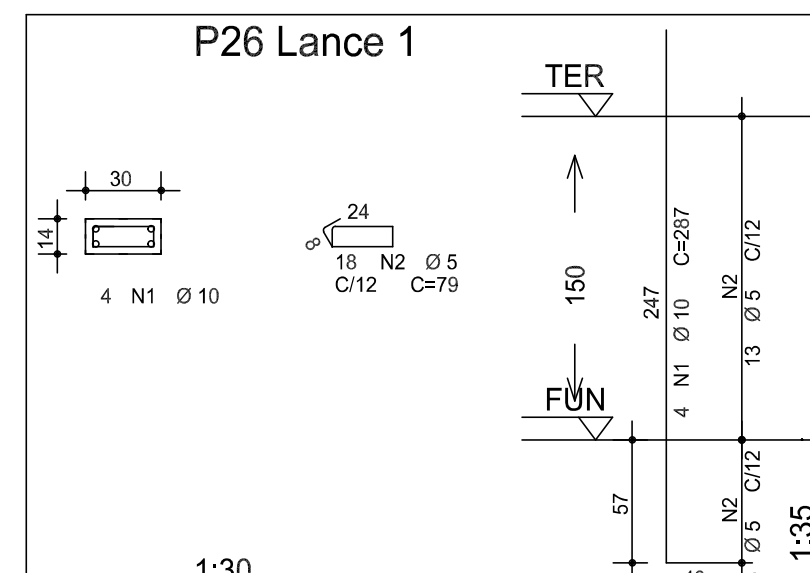 P26 Lance 1
TER
30
14
4 N1 Ø 10
24
8
18 N2 Ø 5
C/12 C=79
150
247
4 N1 Ø 10 C=287
N2
13 Ø 5 C/12
FUN
57
N2
Ø 5 C/12
1:35
1:30